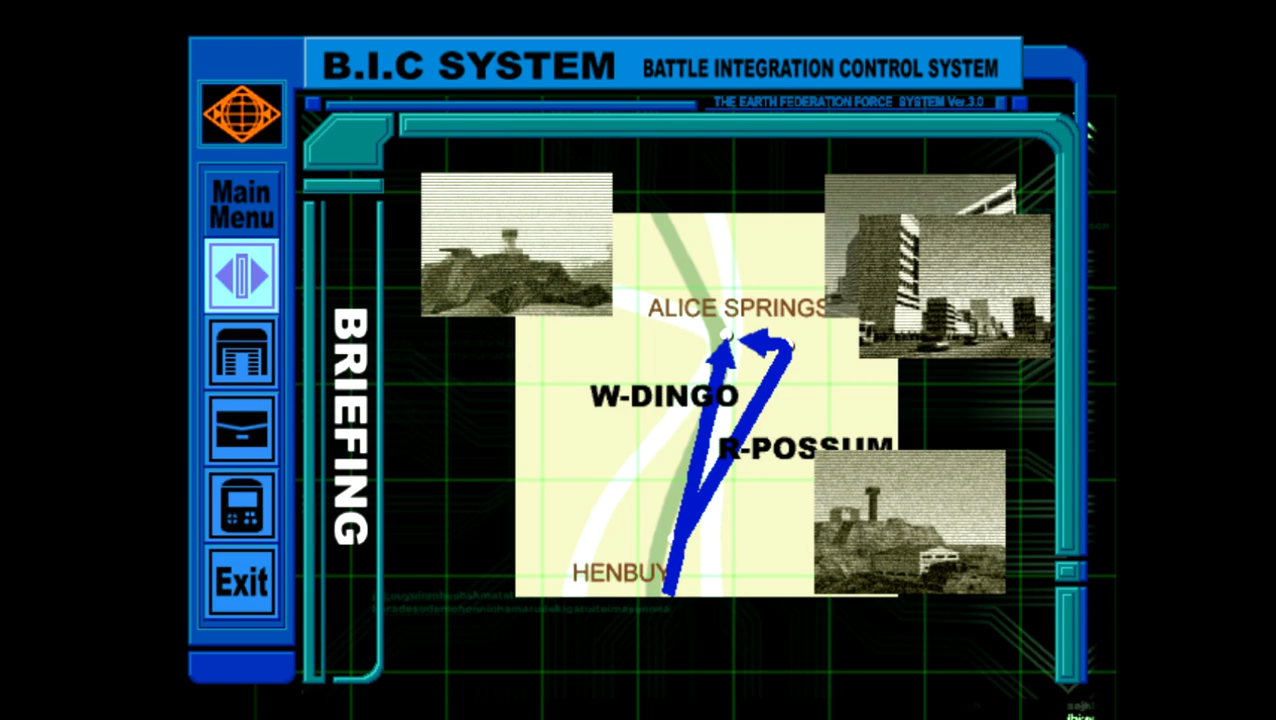 B.I.C SYSTEM BATTLE INTEGRATION CONTROL SYSTEM
THE EARTH FEDERATION FORCE SYSTEM Ver.3.0
Main
Menu
BRIEFING
ALICE SPRINGS
W-DINGO
R-POSSUM
HENBUY
Exit